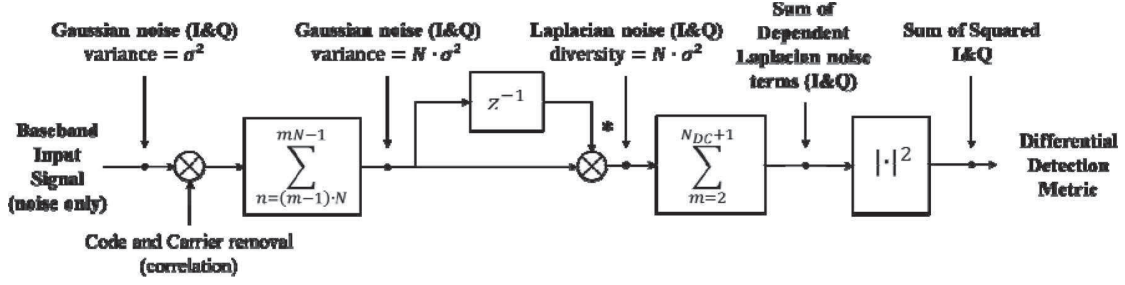 Gaussian noise (I&Q)
variance = σ²
Gaussian noise (I&Q)
variance = N · σ²
Laplacian noise (I&Q)
diversity = N · σ²
Sum of
Dependent
Laplacian noise
terms (I&Q)
Sum of Squared
I&Q
z⁻¹
*
Baseband
Input
Signal
(noise only)
mN−1
∑
n=(m−1)·N
N_DC+1
∑
m=2
|·|²
Differential
Detection
Metric
Code and Carrier removal
(correlation)